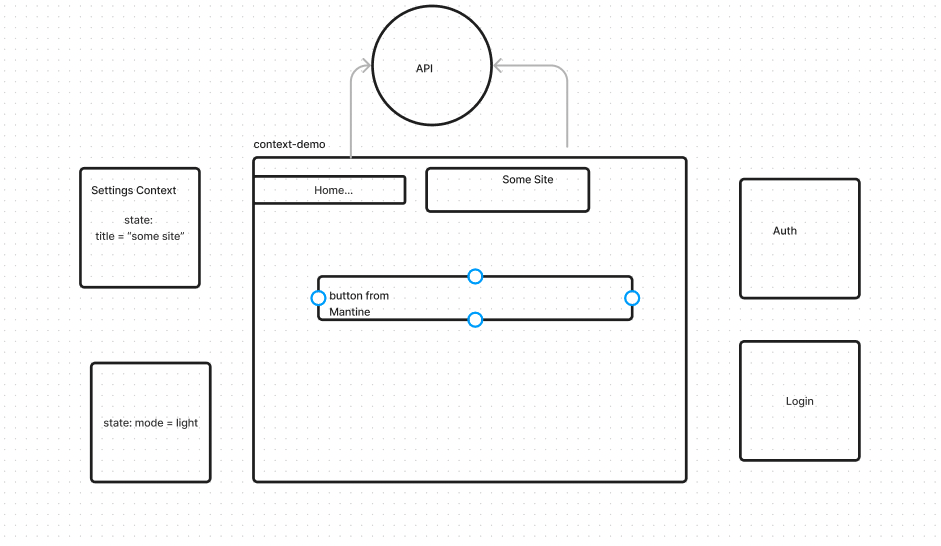 API
context-demo
Settings Context
state:
title = “some site”
Home...
Some Site
Auth
button from
Mantine
state: mode = light
Login